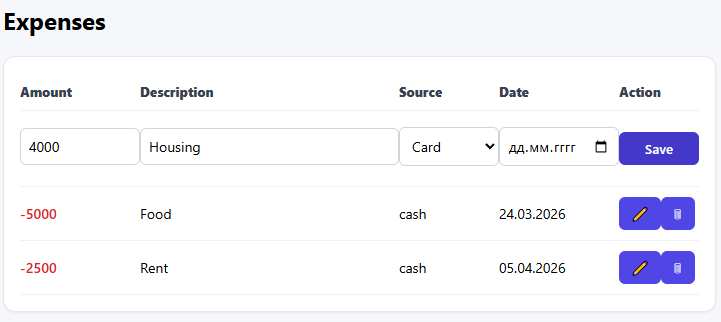 Expenses
Amount Description Source Date Action
4000 Housing Card дд.мм.гггг Save
-5000 Food cash 24.03.2026
-2500 Rent cash 05.04.2026